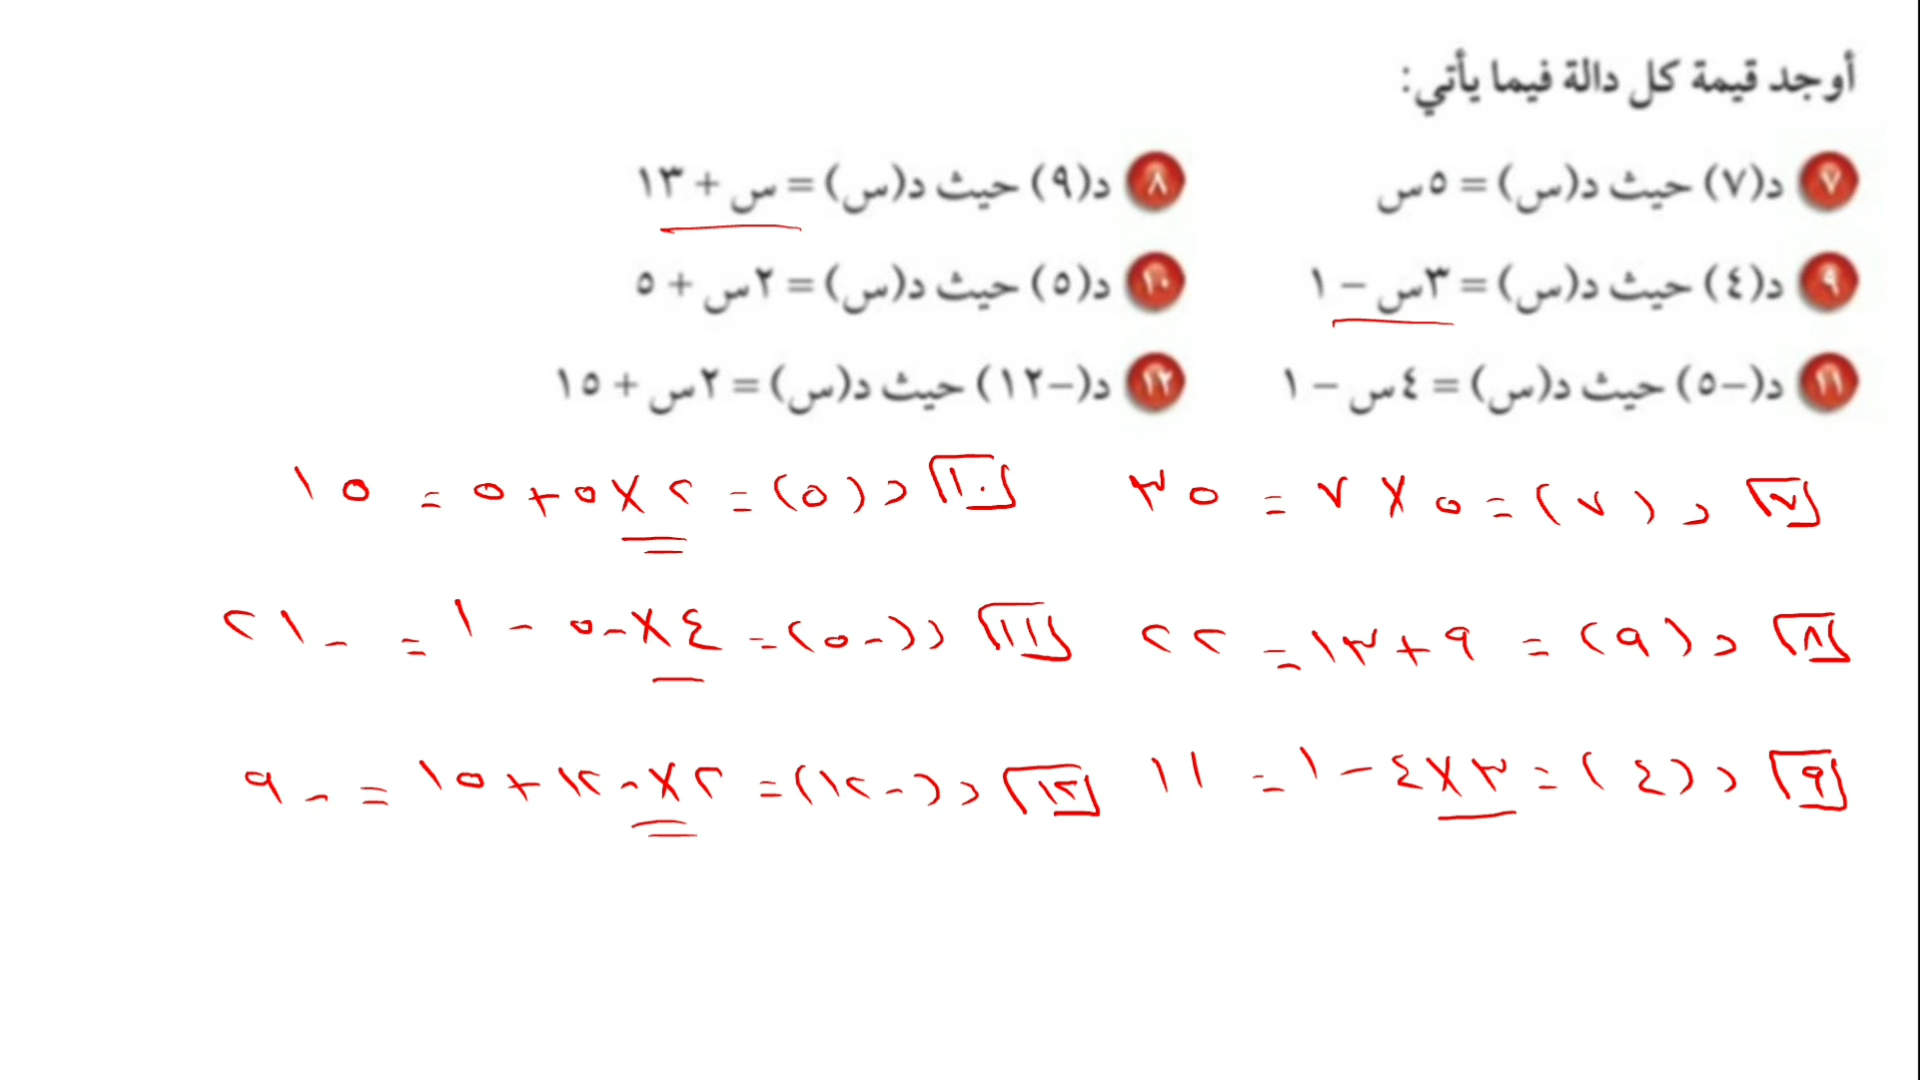 أوجد قيمة كل دالة فيما يأتي:
٧ د(٧) حيث د(س) = ٥س
٨ د(٩) حيث د(س) = س + ١٣
٩ د(٤) حيث د(س) = ٣س − ١
١٠ د(٥) حيث د(س) = ٢س + ٥
١١ د(−٥) حيث د(س) = ٤س − ١
١٢ د(−١٢) حيث د(س) = ٢س + ١٥
٧ د(٧) = ٥ × ٧ = ٣٥
٨ د(٩) = ٩ + ١٣ = ٢٢
٩ د(٤) = ٣ × ٤ − ١ = ١١
١٠ د(٥) = ٢ × ٥ + ٥ = ١٥
١١ د(−٥) = ٤ × −٥ − ١ = −٢١
١٢ د(−١٢) = ٢ × −١٢ + ١٥ = −٩